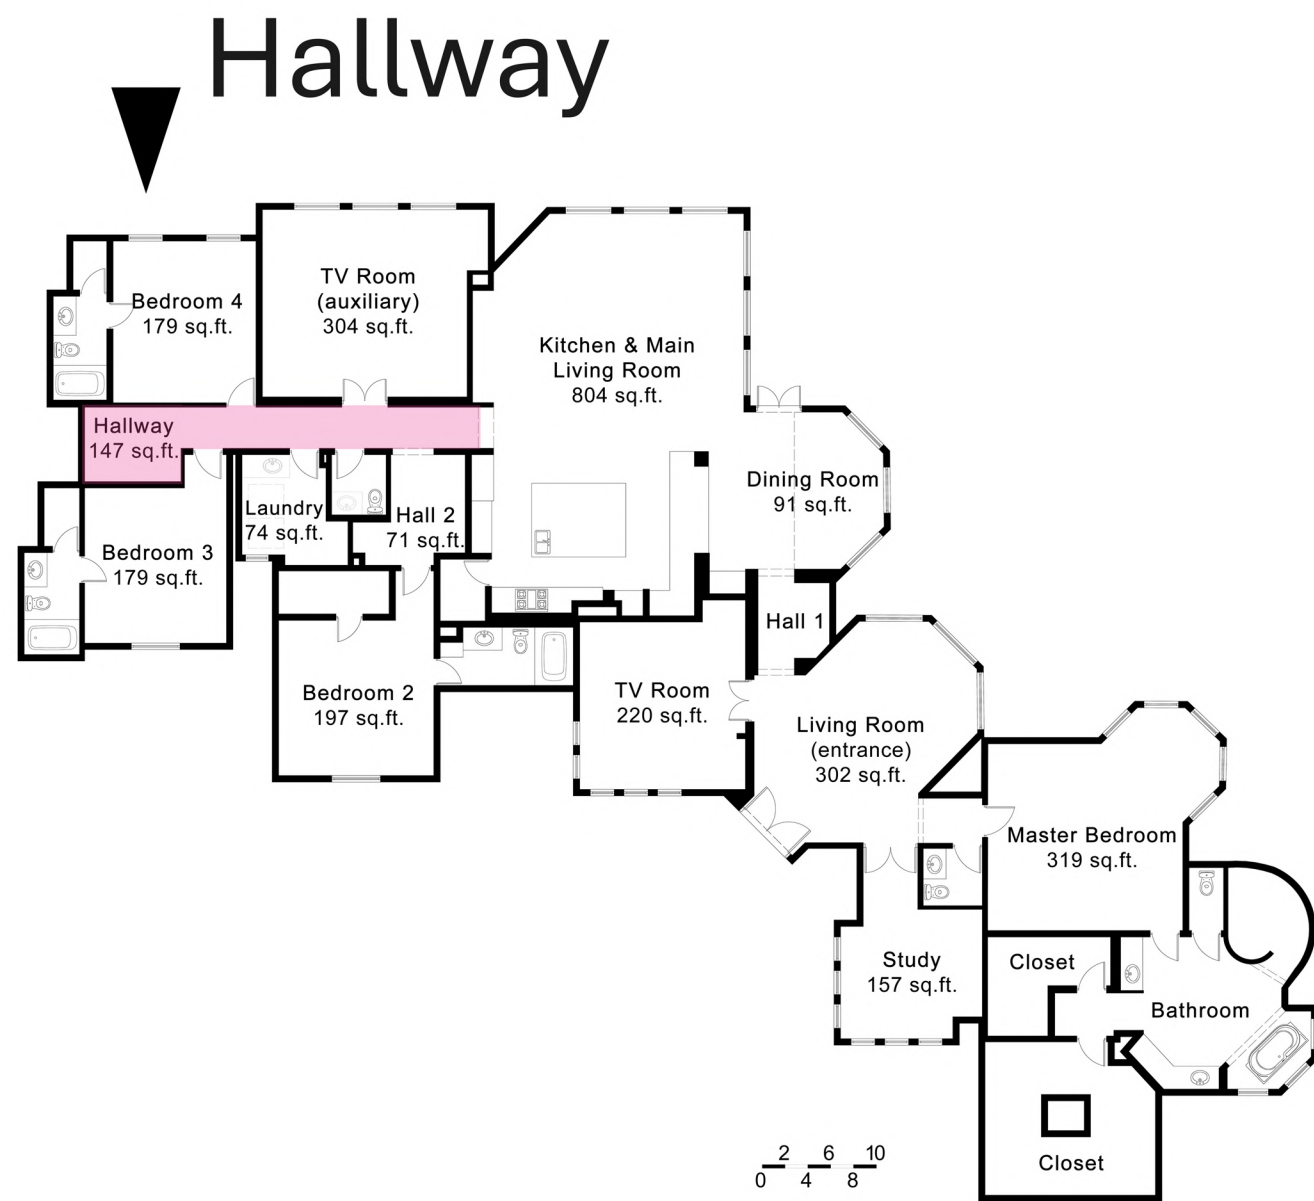 Hallway
Bedroom 4
179 sq.ft.
TV Room
(auxiliary)
304 sq.ft.
Kitchen & Main
Living Room
804 sq.ft.
Hallway
147 sq.ft.
Dining Room
91 sq.ft.
Laundry
74 sq.ft.
Hall 2
71 sq.ft.
Bedroom 3
179 sq.ft.
Hall 1
Bedroom 2
197 sq.ft.
TV Room
220 sq.ft.
Living Room
(entrance)
302 sq.ft.
Master Bedroom
319 sq.ft.
Study
157 sq.ft.
Closet
Bathroom
Closet
2 6 10
0 4 8